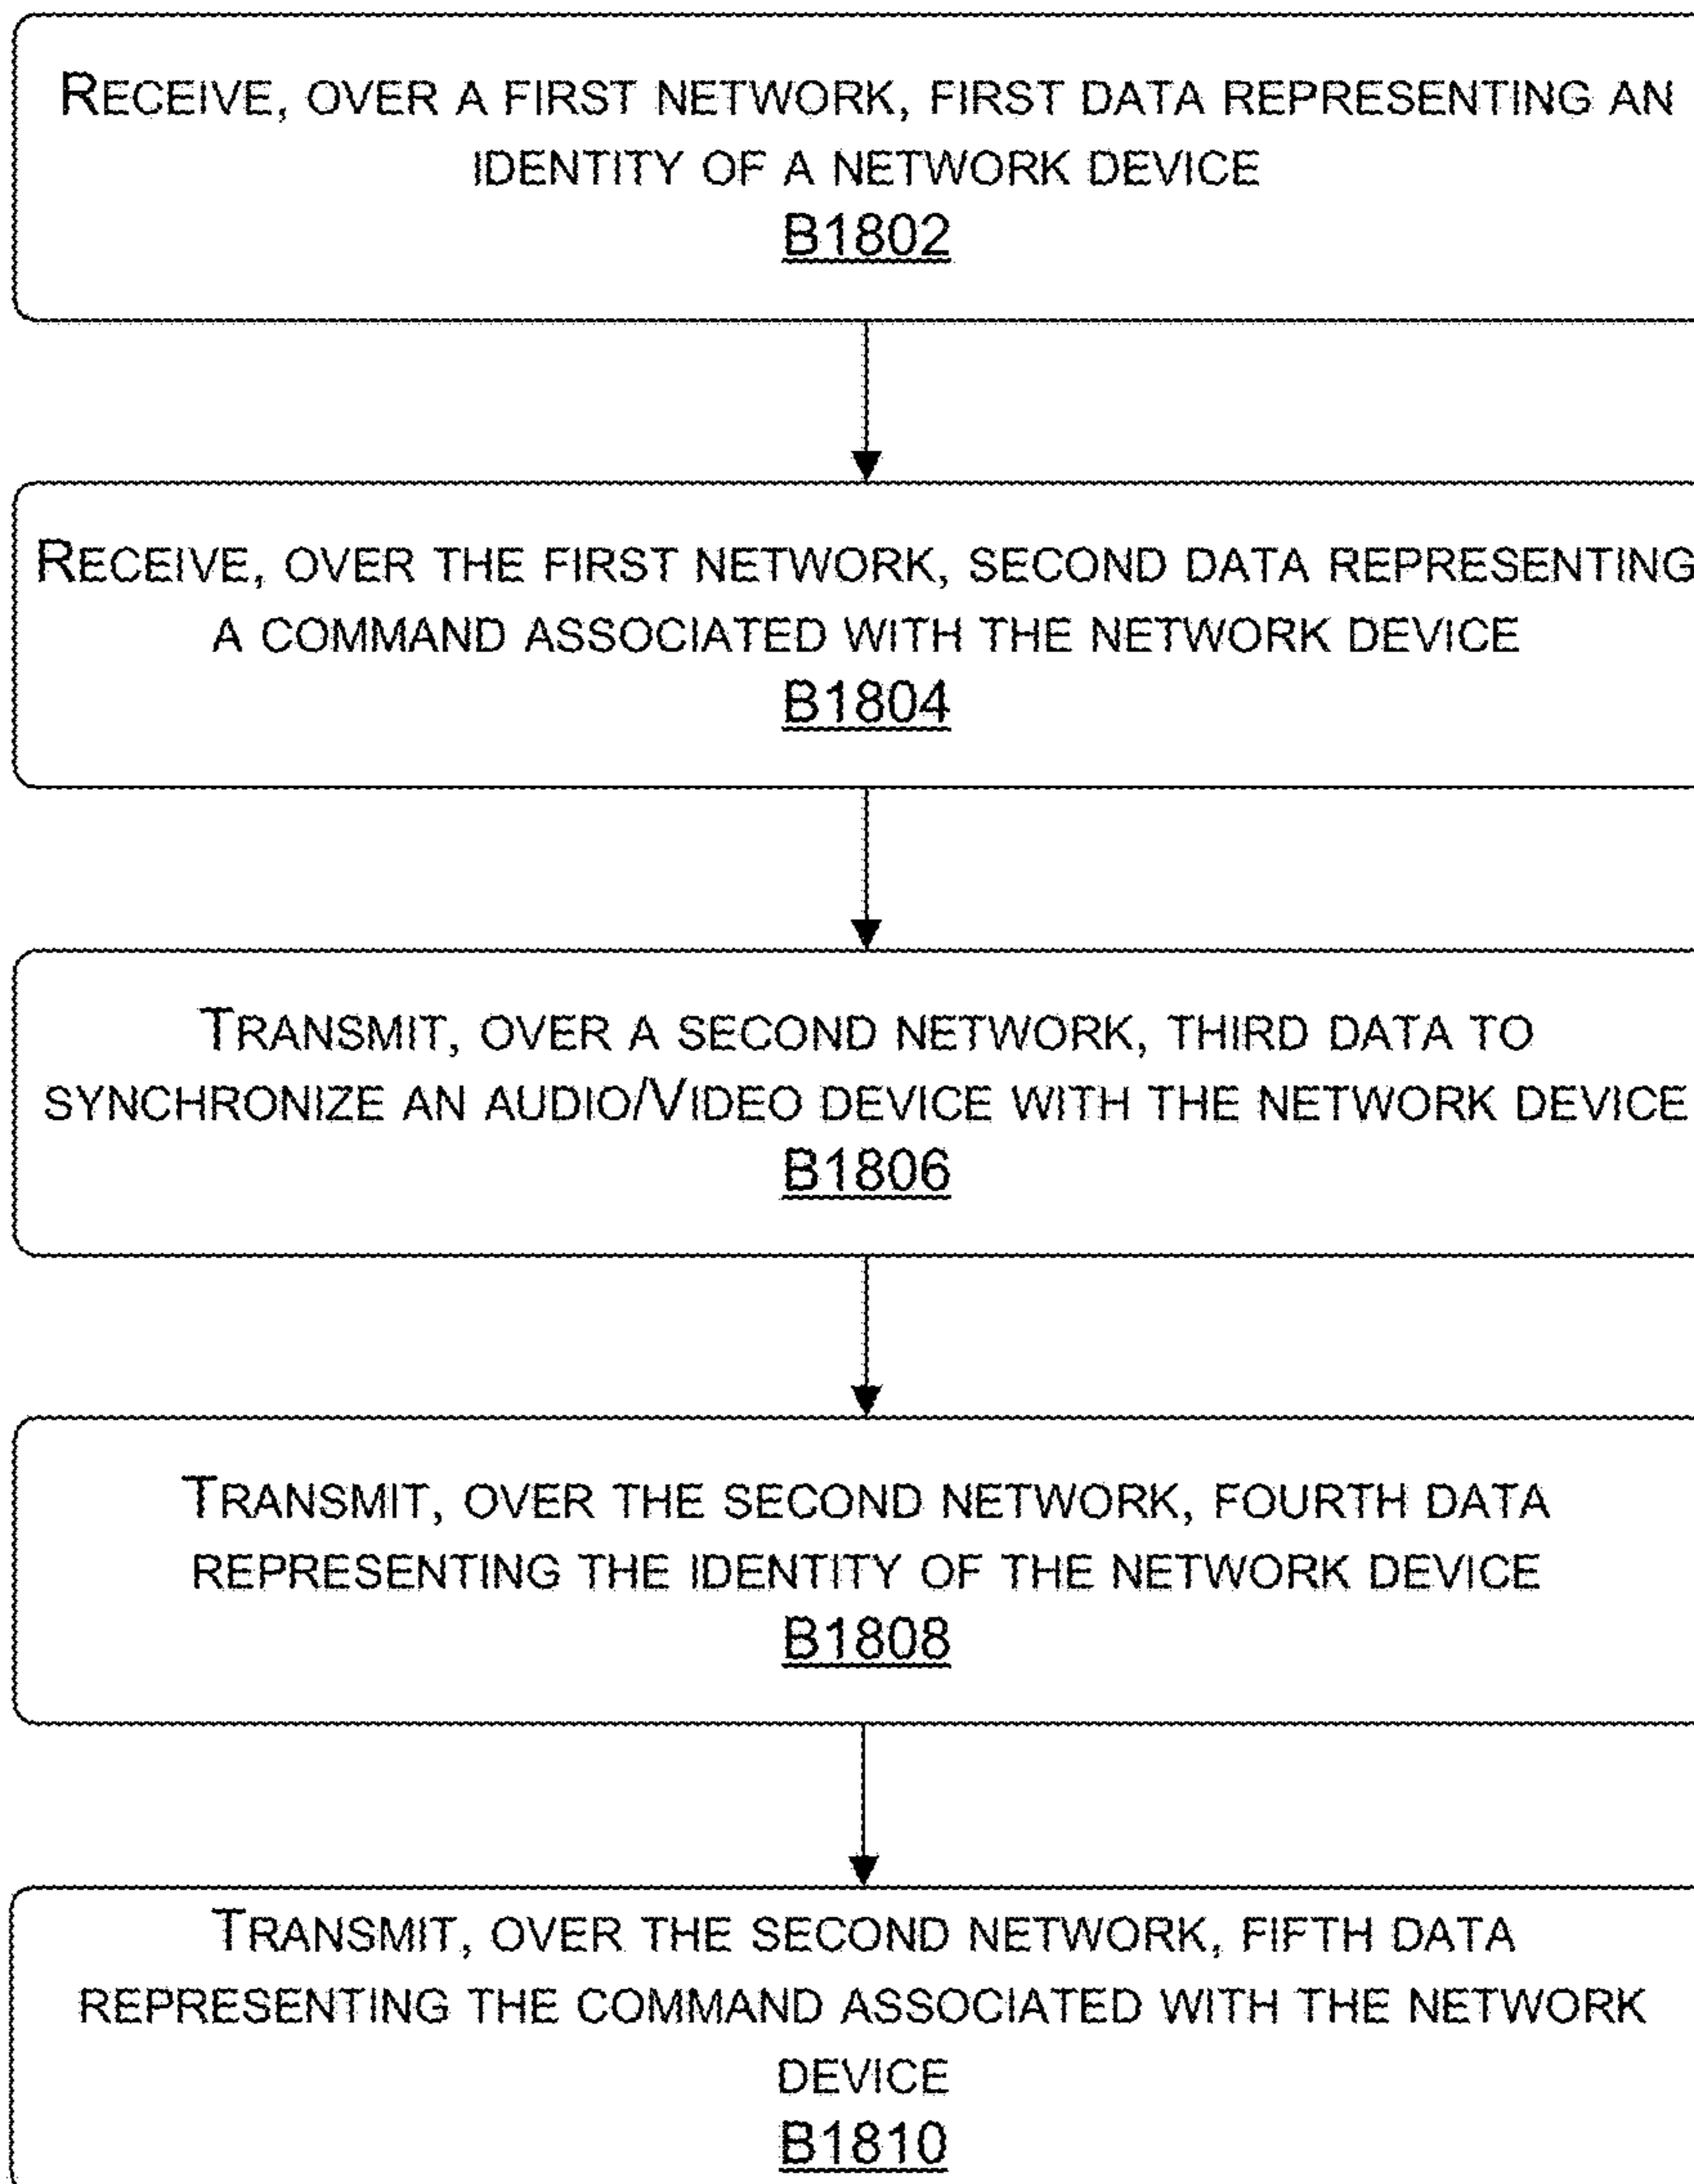 RECEIVE, OVER A FIRST NETWORK, FIRST DATA REPRESENTING AN
IDENTITY OF A NETWORK DEVICE
B1802
RECEIVE, OVER THE FIRST NETWORK, SECOND DATA REPRESENTING
A COMMAND ASSOCIATED WITH THE NETWORK DEVICE
B1804
TRANSMIT, OVER A SECOND NETWORK, THIRD DATA TO
SYNCHRONIZE AN AUDIO/VIDEO DEVICE WITH THE NETWORK DEVICE
B1806
TRANSMIT, OVER THE SECOND NETWORK, FOURTH DATA
REPRESENTING THE IDENTITY OF THE NETWORK DEVICE
B1808
TRANSMIT, OVER THE SECOND NETWORK, FIFTH DATA
REPRESENTING THE COMMAND ASSOCIATED WITH THE NETWORK
DEVICE
B1810